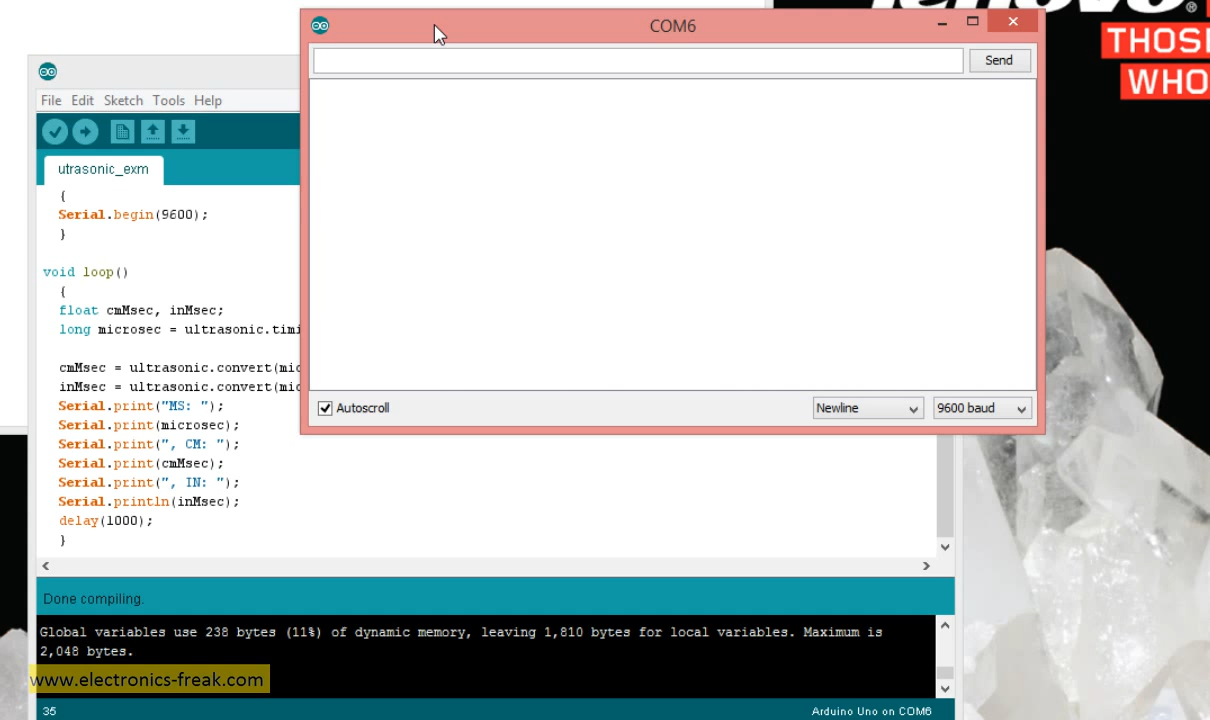 COM6
Send
Autoscroll
Newline
9600 baud
THOS
WHO
File Edit Sketch Tools Help
utrasonic_exm
{
Serial.begin(9600);
}
void loop()
{
float cmMsec, inMsec;
long microsec = ultrasonic.timi
cmMsec = ultrasonic.convert(mic
inMsec = ultrasonic.convert(mic
Serial.print("MS: ");
Serial.print(microsec);
Serial.print(", CM: ");
Serial.print(cmMsec);
Serial.print(", IN: ");
Serial.println(inMsec);
delay(1000);
}
Done compiling.
Global variables use 238 bytes (11%) of dynamic memory, leaving 1,810 bytes for local variables. Maximum is
2,048 bytes.
www.electronics-freak.com
35
Arduino Uno on COM6